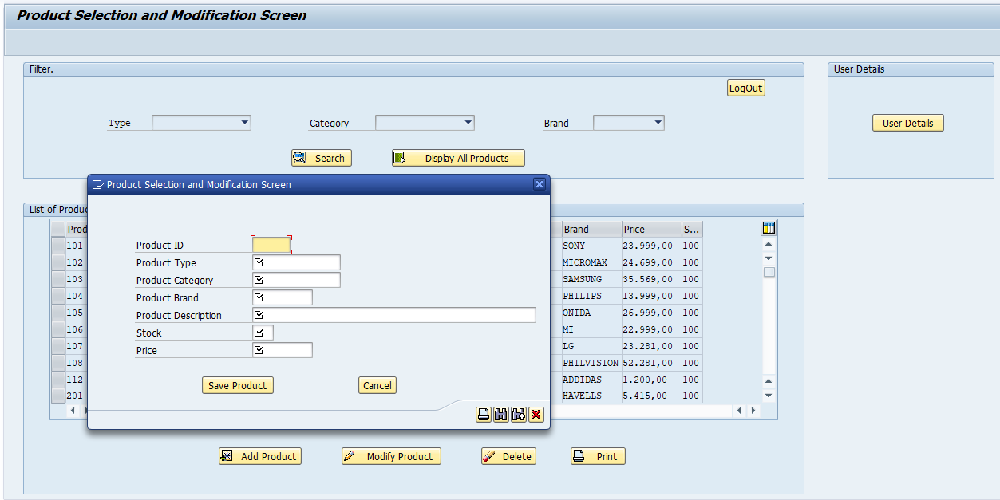 Product Selection and Modification Screen
Filter.
User Details
LogOut
Type
Category
Brand
User Details
Search
Display All Products
Product Selection and Modification Screen
List of Produc
Prod
Brand
Price
S...
101
SONY
23.999,00
100
102
MICROMAX
24.699,00
100
103
SAMSUNG
35.569,00
100
104
PHILIPS
13.999,00
100
105
ONIDA
26.999,00
100
106
MI
22.999,00
100
107
LG
23.281,00
100
108
PHILVISION
52.281,00
100
112
ADDIDAS
1.200,00
100
201
HAVELLS
5.415,00
100
Product ID
Product Type
Product Category
Product Brand
Product Description
Stock
Price
Save Product
Cancel
Add Product
Modify Product
Delete
Print